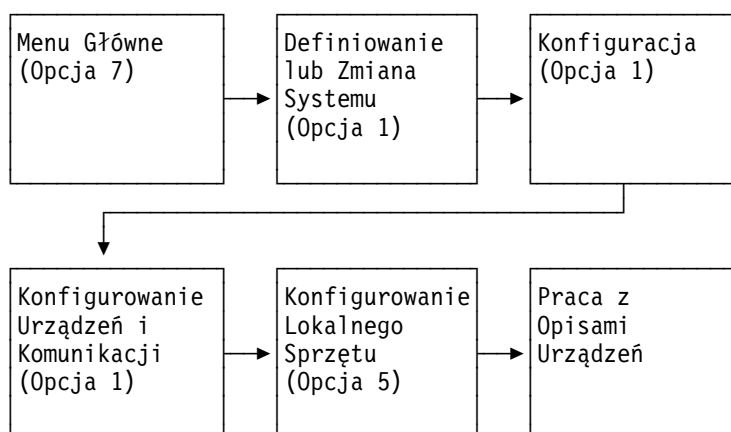 Menu Główne
(Opcja 7)
Definiowanie
lub Zmiana
Systemu
(Opcja 1)
Konfiguracja
(Opcja 1)
Konfigurowanie
Urządzeń i
Komunikacji
(Opcja 1)
Konfigurowanie
Lokalnego
Sprzętu
(Opcja 5)
Praca z
Opisami
Urządzeń